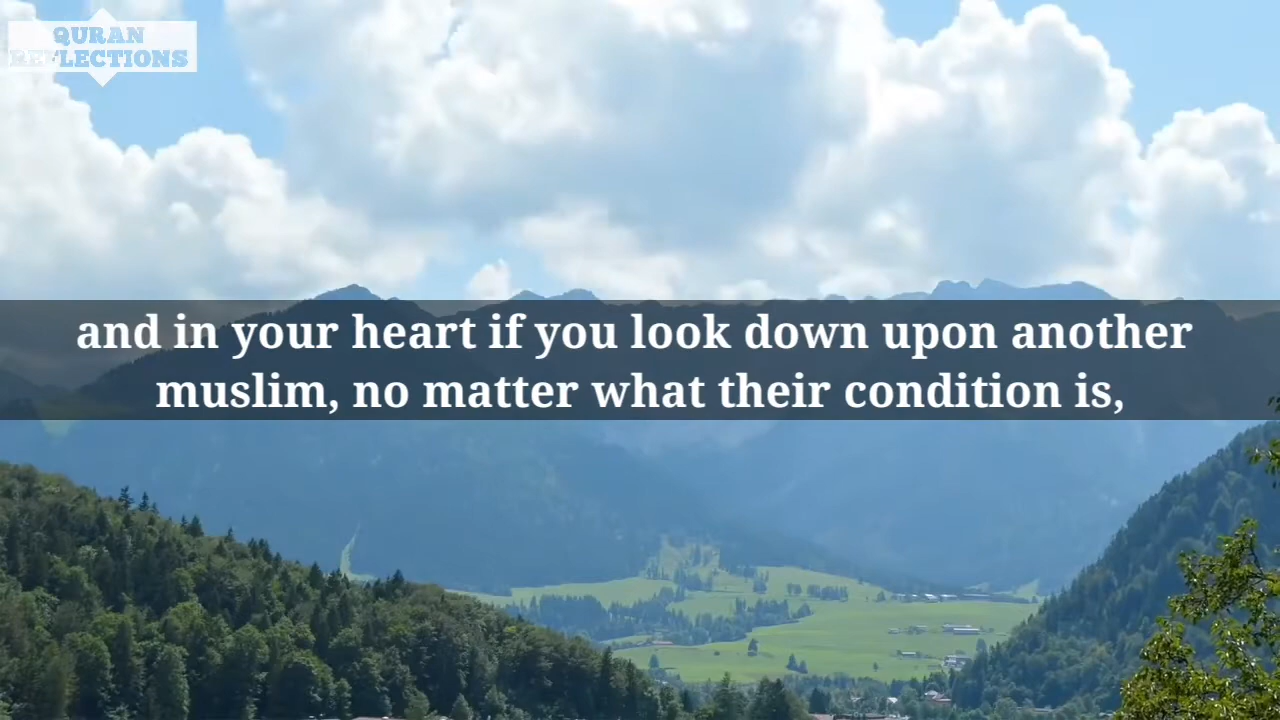 QURAN
REFLECTIONS
and in your heart if you look down upon another
muslim, no matter what their condition is,